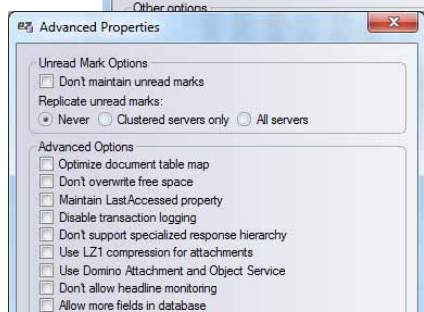 Other options
Advanced Properties
Unread Mark Options
Don't maintain unread marks
Replicate unread marks:
Never Clustered servers only All servers
Advanced Options
Optimize document table map
Don't overwrite free space
Maintain LastAccessed property
Disable transaction logging
Don't support specialized response hierarchy
Use LZ1 compression for attachments
Use Domino Attachment and Object Service
Don't allow headline monitoring
Allow more fields in database